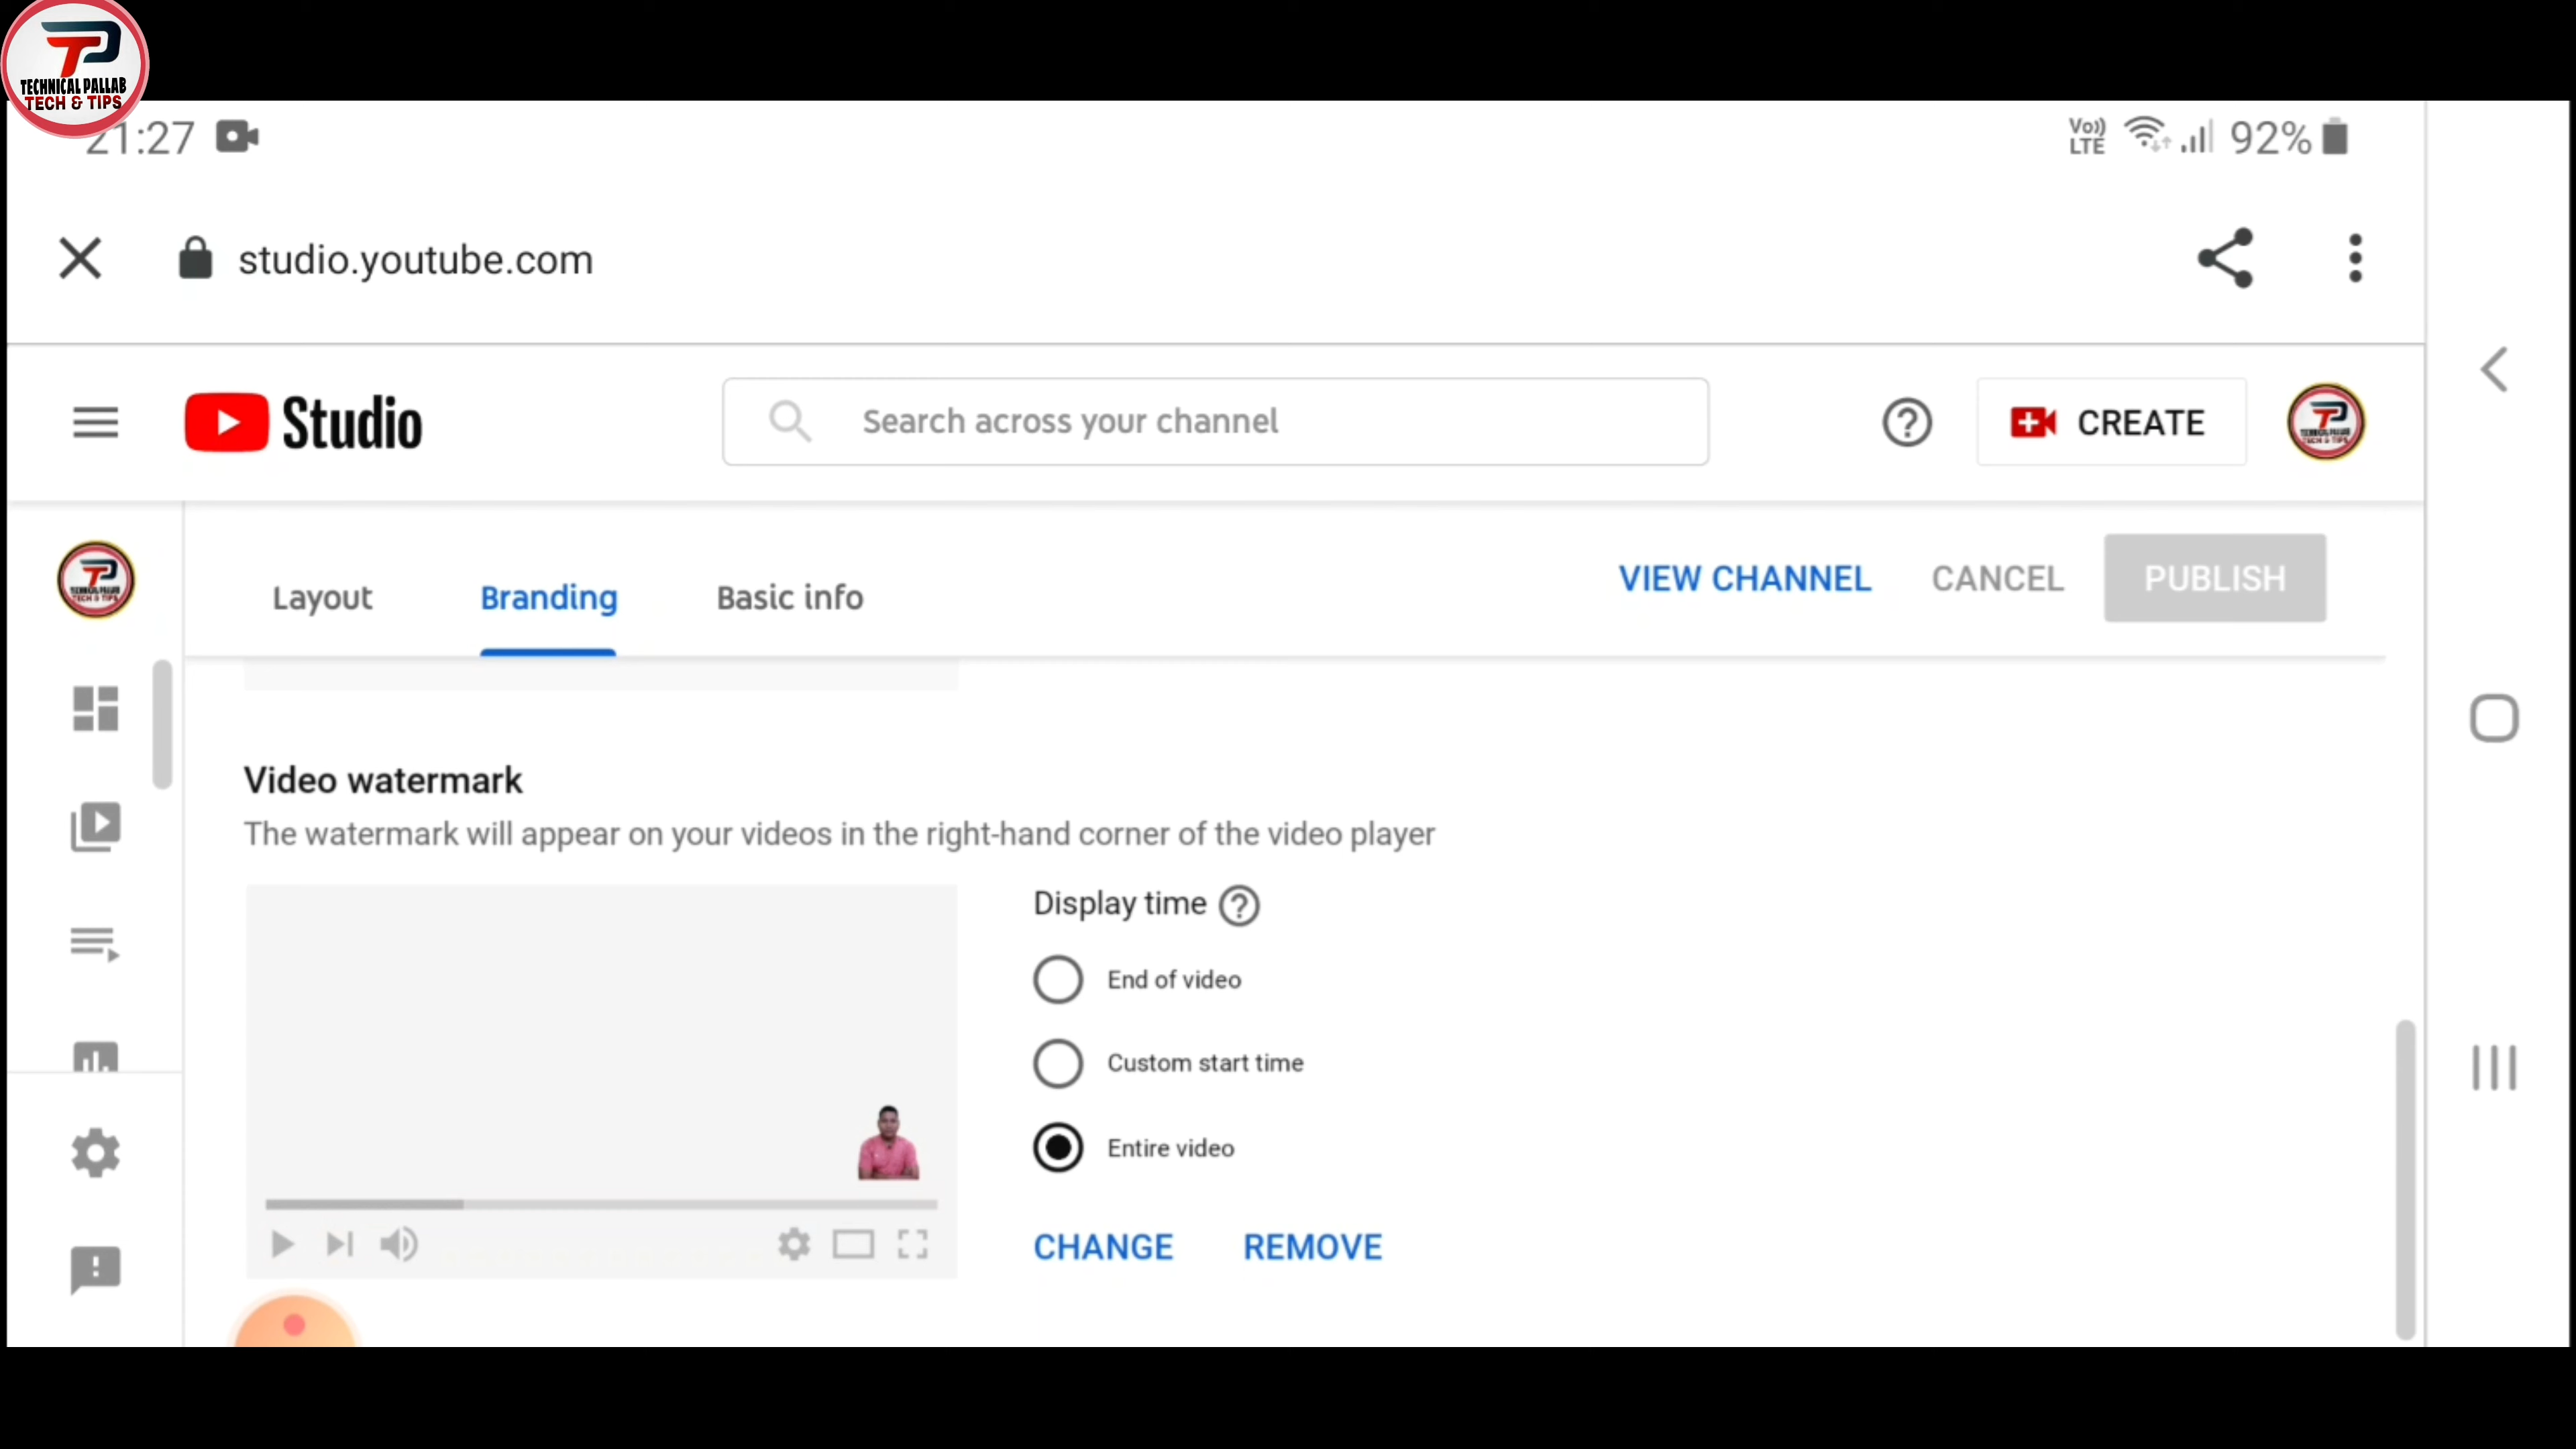 TECHNICAL PALLAB
TECH & TIPS
21:27
Vo))
LTE
92%
studio.youtube.com
Studio
Search across your channel
CREATE
Layout
Branding
Basic info
VIEW CHANNEL
CANCEL
PUBLISH
Video watermark
The watermark will appear on your videos in the right-hand corner of the video player
Display time
End of video
Custom start time
Entire video
CHANGE
REMOVE